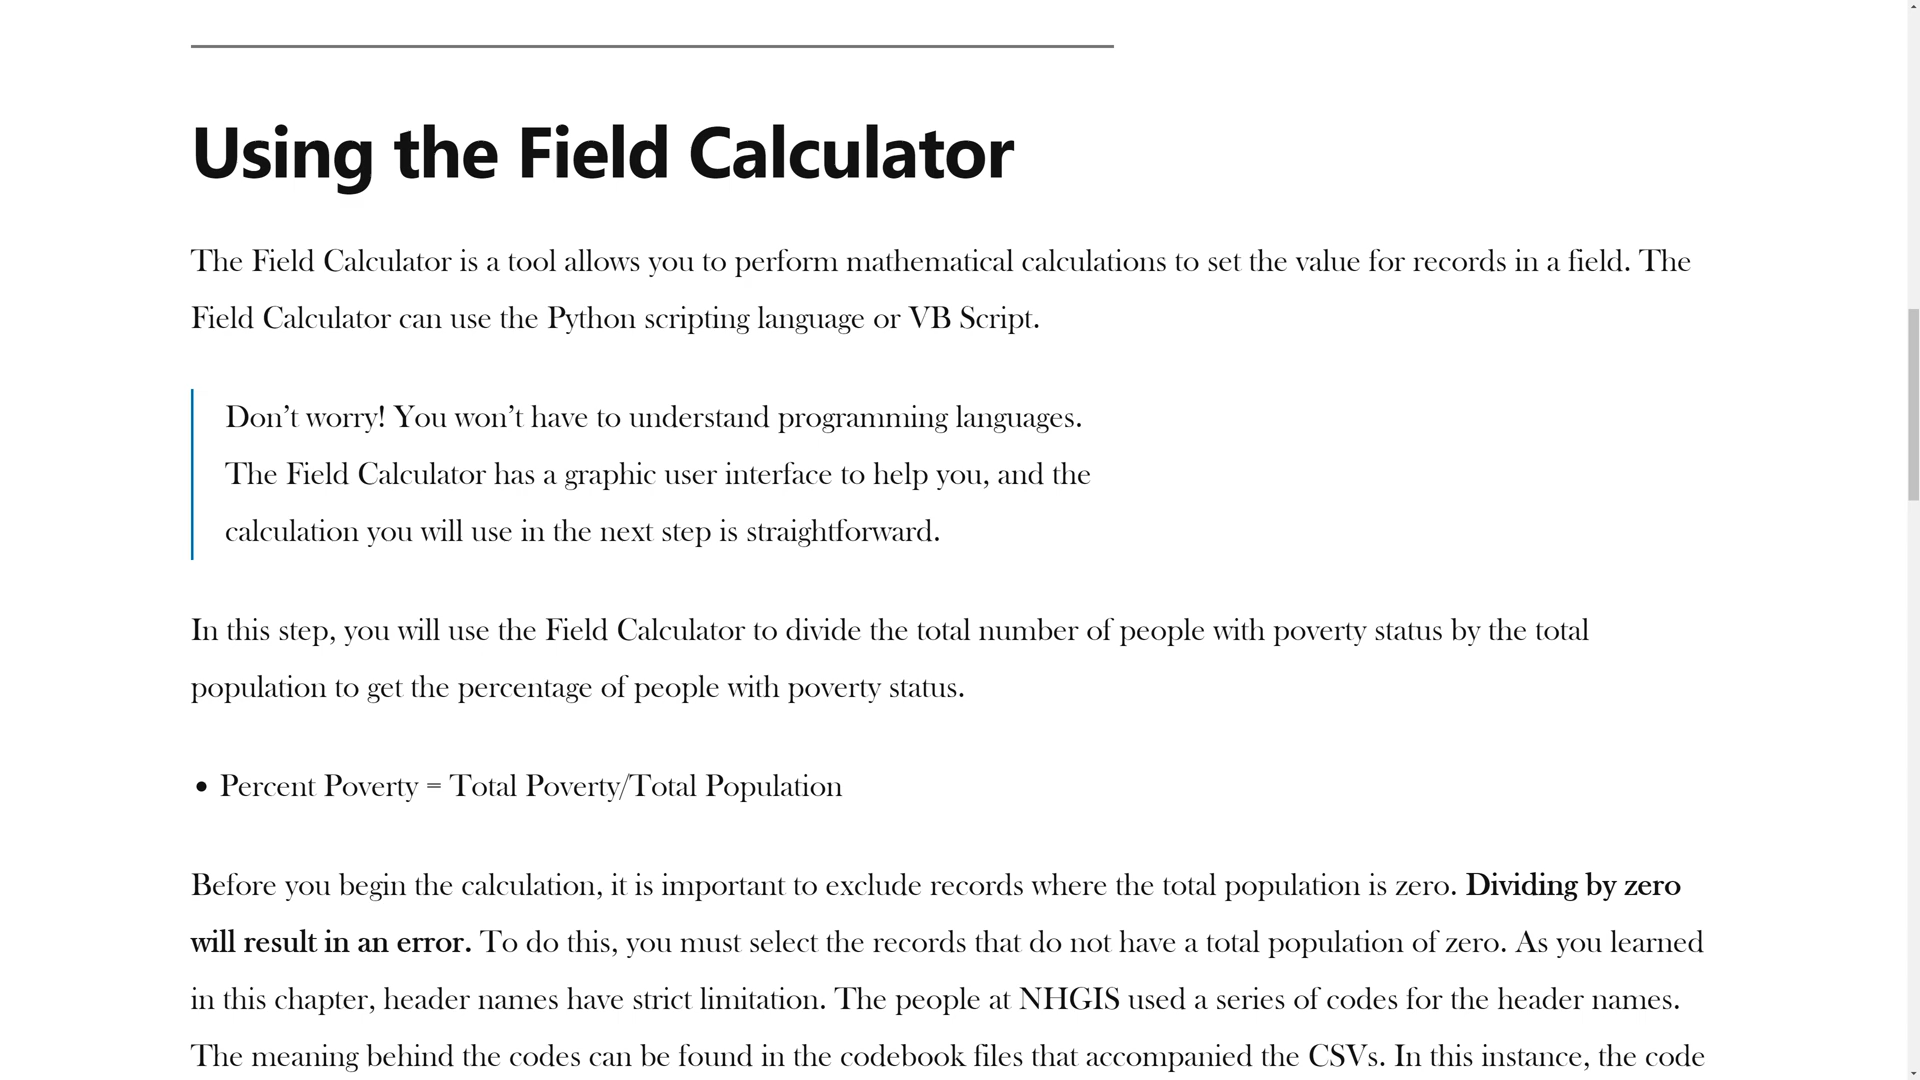 Using the Field Calculator
The Field Calculator is a tool allows you to perform mathematical calculations to set the value for records in a field. The
Field Calculator can use the Python scripting language or VB Script.
Don’t worry! You won’t have to understand programming languages.
The Field Calculator has a graphic user interface to help you, and the
calculation you will use in the next step is straightforward.
In this step, you will use the Field Calculator to divide the total number of people with poverty status by the total
population to get the percentage of people with poverty status.
• Percent Poverty = Total Poverty/Total Population
Before you begin the calculation, it is important to exclude records where the total population is zero. Dividing by zero
will result in an error. To do this, you must select the records that do not have a total population of zero. As you learned
in this chapter, header names have strict limitation. The people at NHGIS used a series of codes for the header names.
The meaning behind the codes can be found in the codebook files that accompanied the CSVs. In this instance, the code